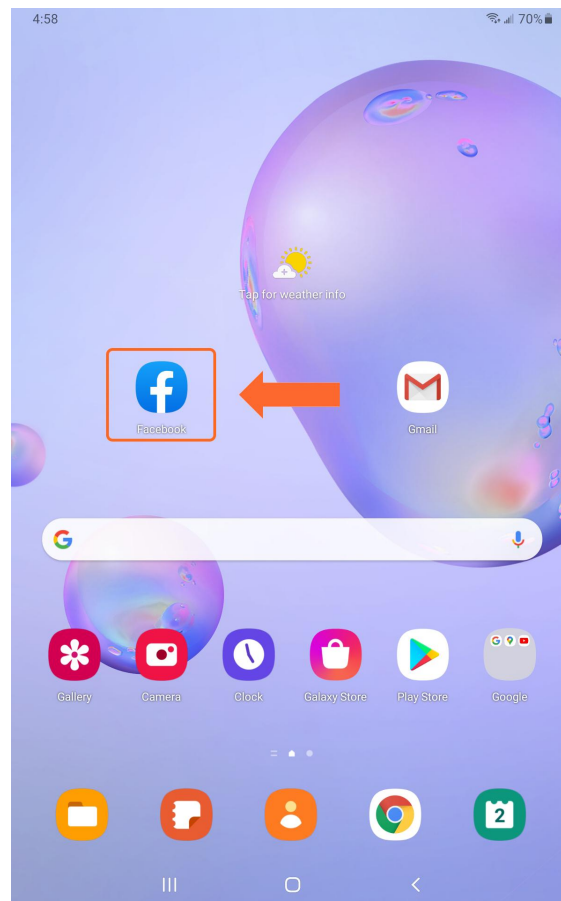 4:58 70%
Tap for weather info
Facebook Gmail
Gallery Camera Clock Galaxy Store Play Store Google
2